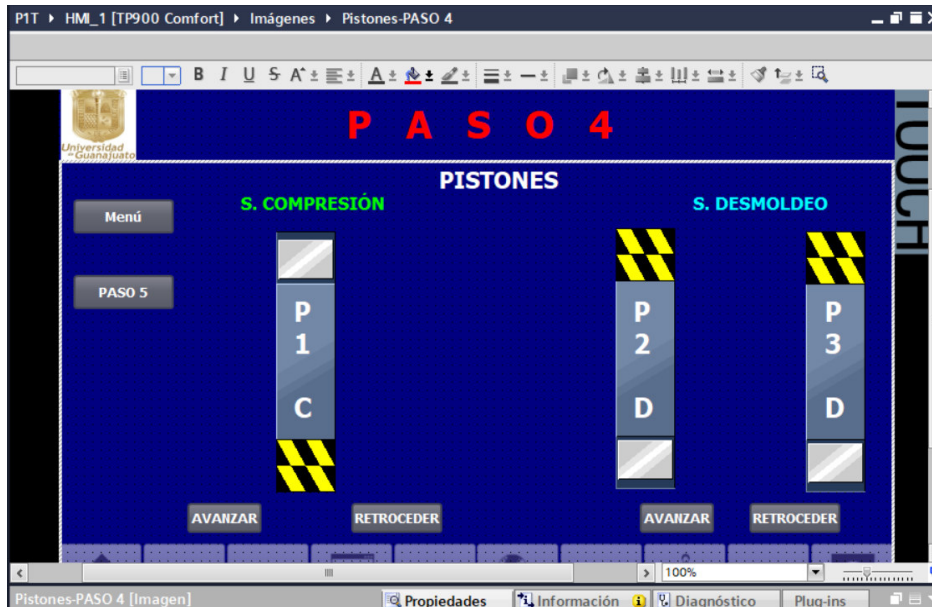 P1T ▸ HMI_1 [TP900 Comfort] ▸ Imágenes ▸ Pistones-PASO 4
B I U S A A
Universidad
de Guanajuato
P A S O 4
TOUCH
PISTONES
S. COMPRESIÓN
S. DESMOLDEO
Menú
PASO 5
P
1
C
P
2
D
P
3
D
AVANZAR
RETROCEDER
AVANZAR
RETROCEDER
100%
Pistones-PASO 4 [Imagen]
Propiedades
Información
Diagnóstico
Plug-ins